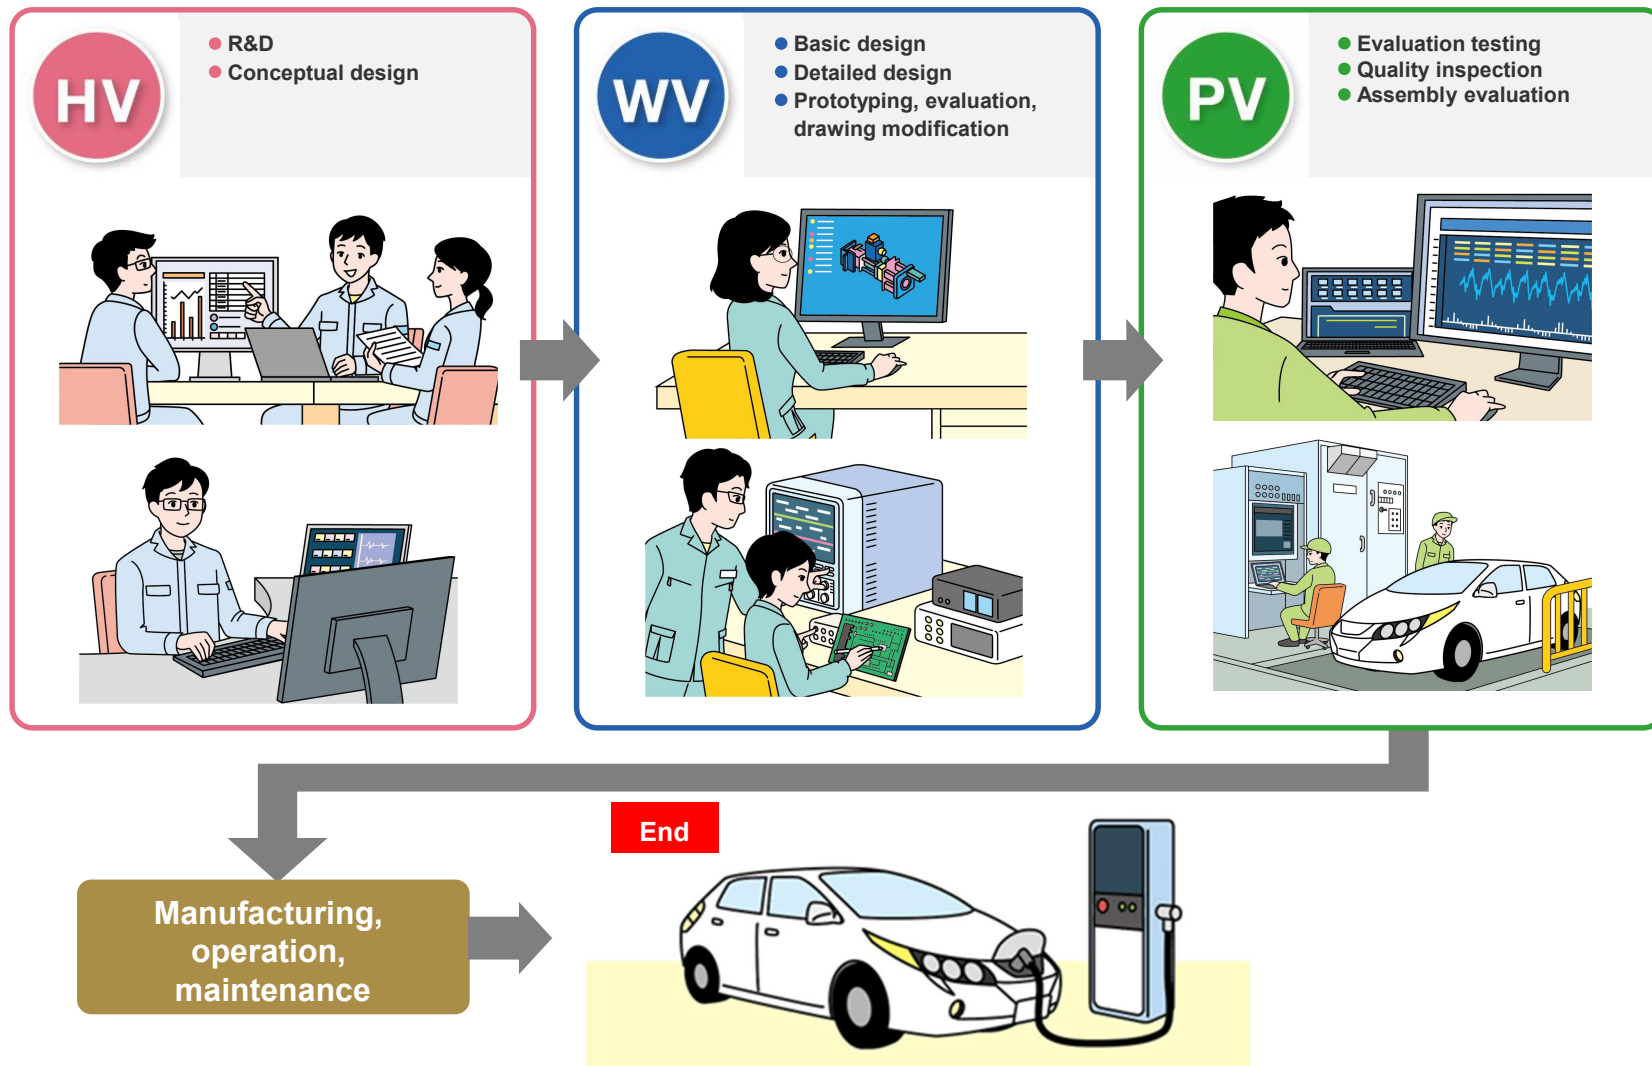 HV
R&D
Conceptual design
WV
Basic design
Detailed design
Prototyping, evaluation,
drawing modification
PV
Evaluation testing
Quality inspection
Assembly evaluation
End
Manufacturing,
operation,
maintenance